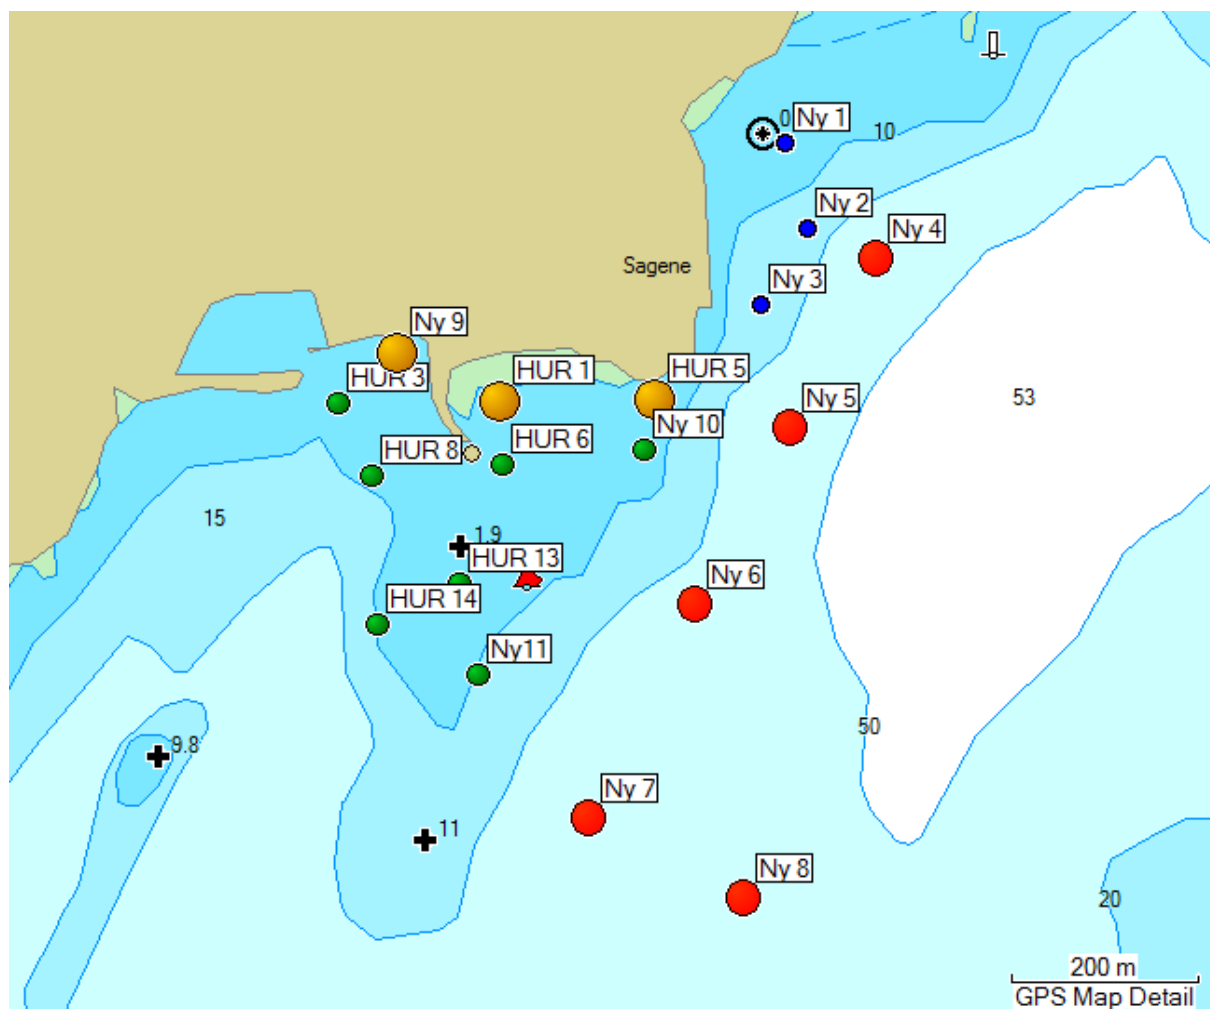 0
Ny 1
10
Ny 2
Ny 4
Sagene
Ny 3
Ny 9
HUR 3
HUR 1
HUR 5
53
Ny 5
Ny 10
HUR 6
HUR 8
15
1.9
HUR 13
Ny 6
HUR 14
Ny11
50
9.8
Ny 7
11
Ny 8
20
200 m
GPS Map Detail